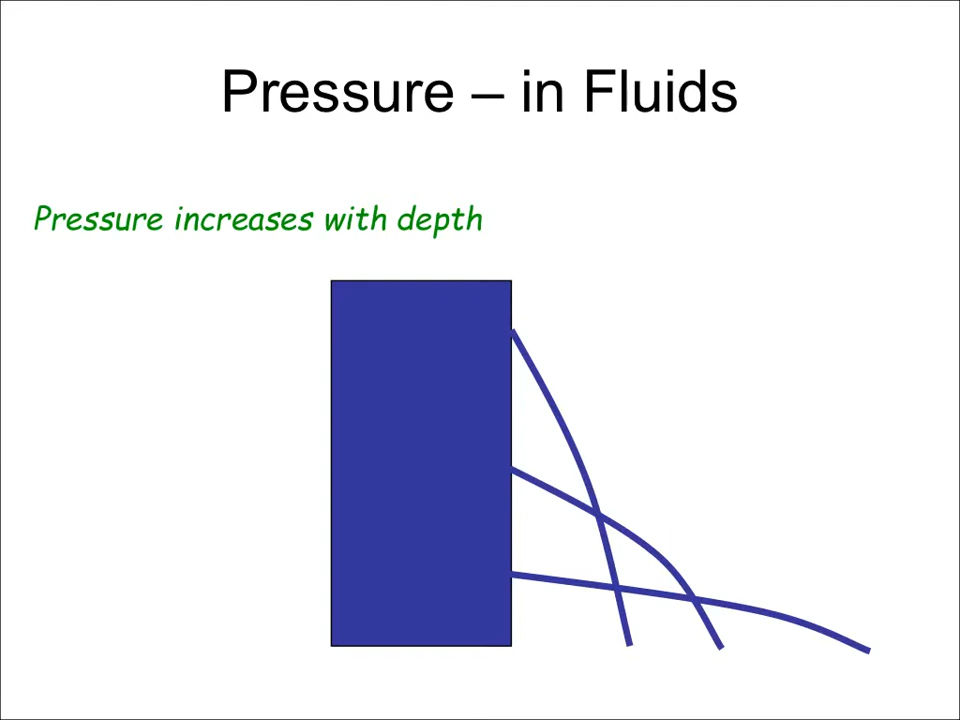 Pressure – in Fluids
Pressure increases with depth